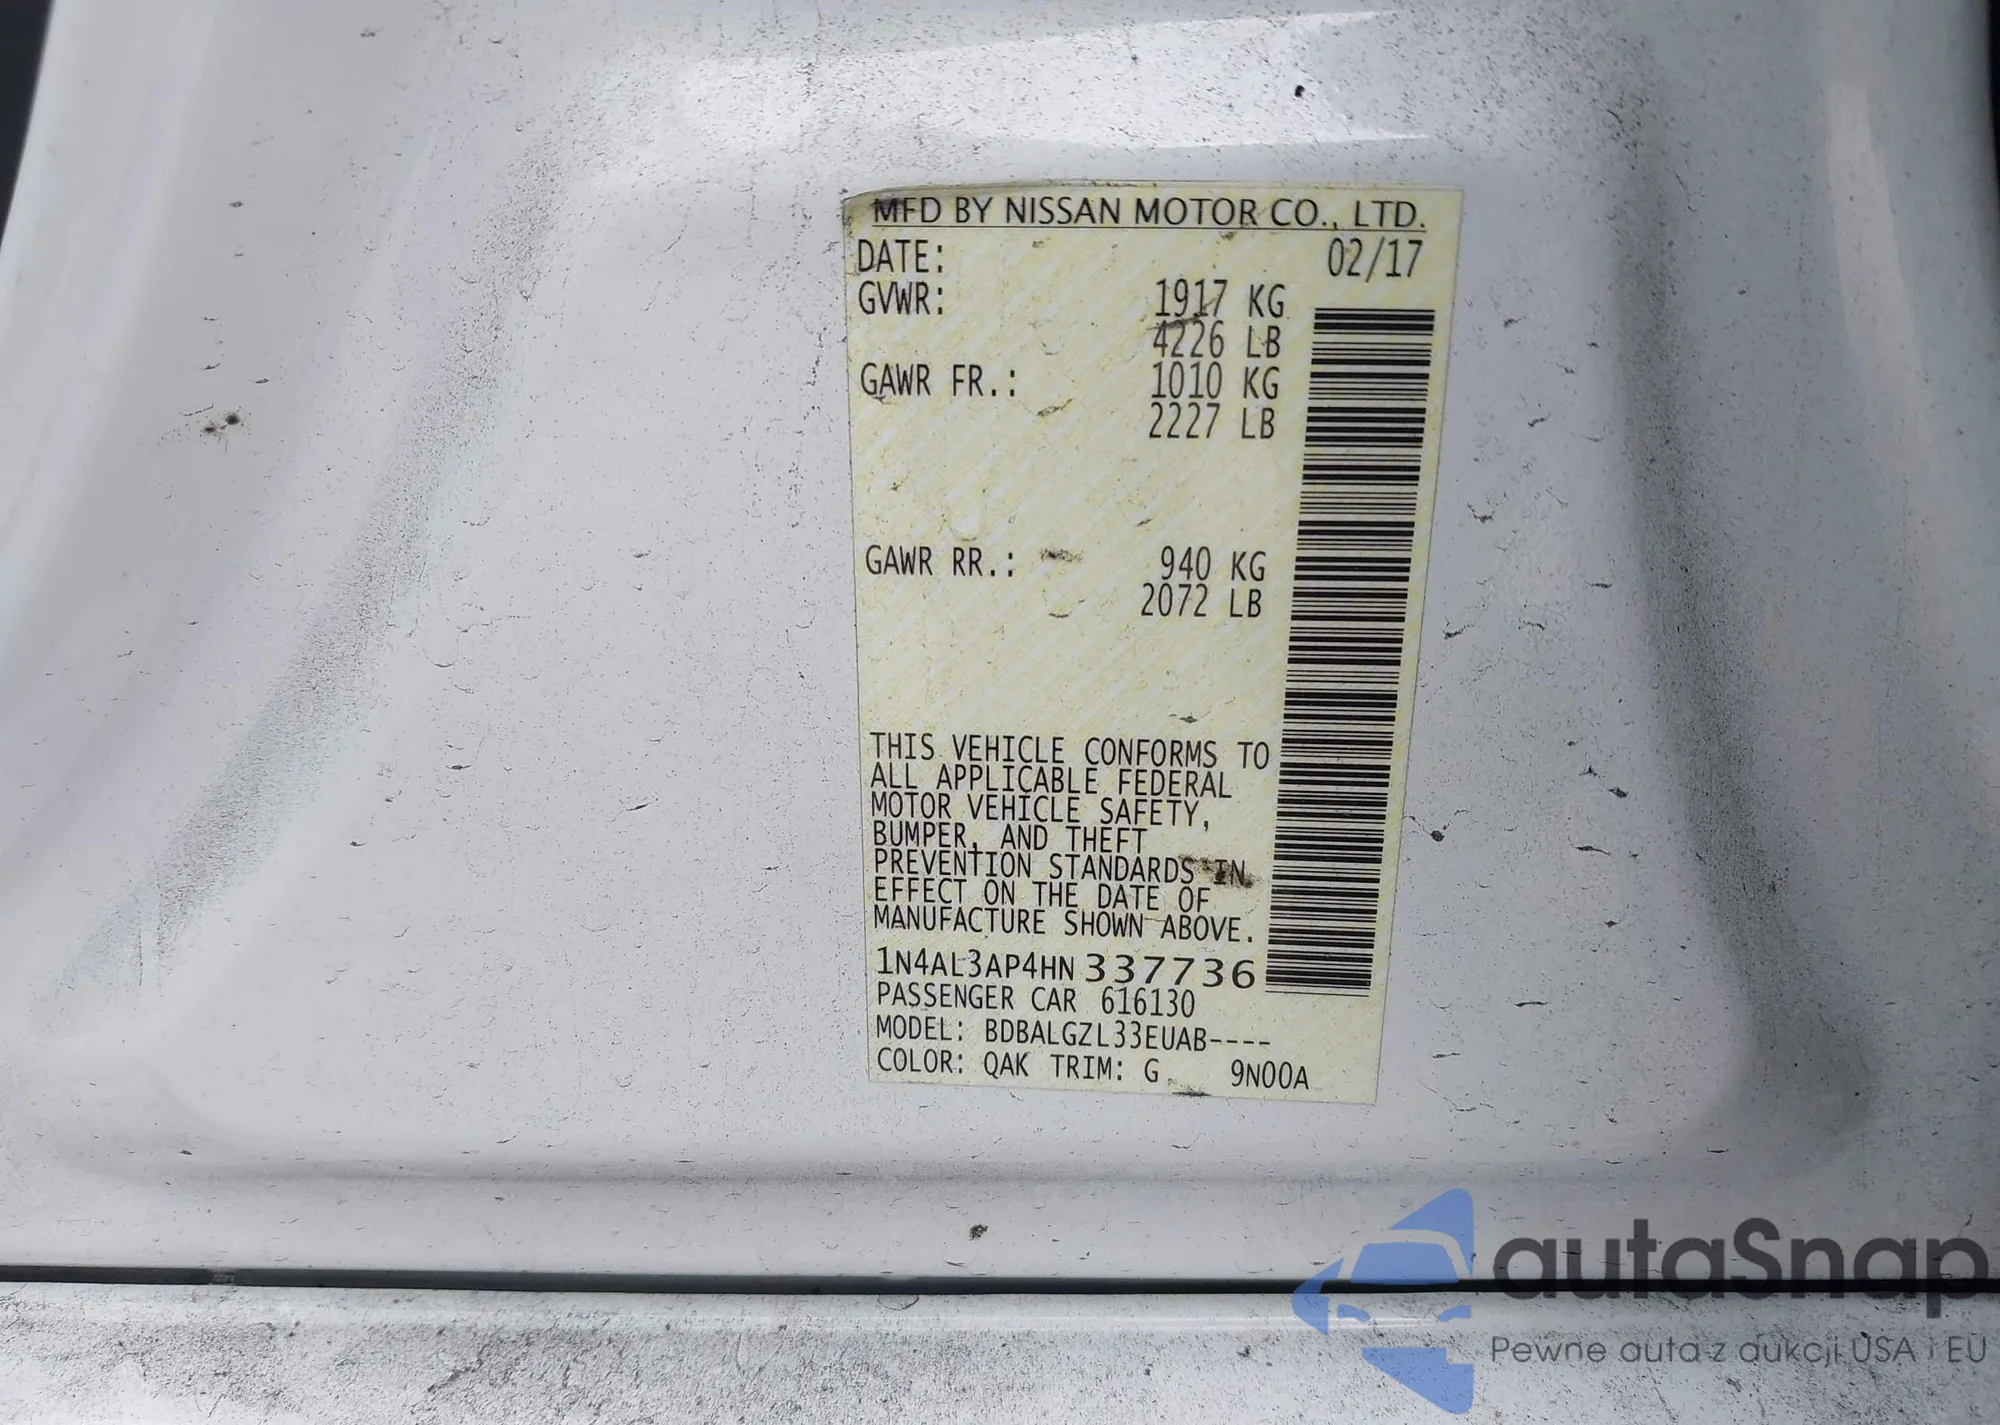 MFD BY NISSAN MOTOR CO., LTD.
DATE: 02/17
GVWR: 1917 KG
4226 LB
GAWR FR.: 1010 KG
2227 LB
GAWR RR.: 940 KG
2072 LB
THIS VEHICLE CONFORMS TO
ALL APPLICABLE FEDERAL
MOTOR VEHICLE SAFETY,
BUMPER, AND THEFT
PREVENTION STANDARDS IN
EFFECT ON THE DATE OF
MANUFACTURE SHOWN ABOVE.
1N4AL3AP4HN 337736
PASSENGER CAR 616130
MODEL: BDBALGZL33EUAB----
COLOR: QAK TRIM: G 9N00A
autaSnap
Pewne auta z aukcji USA i EU